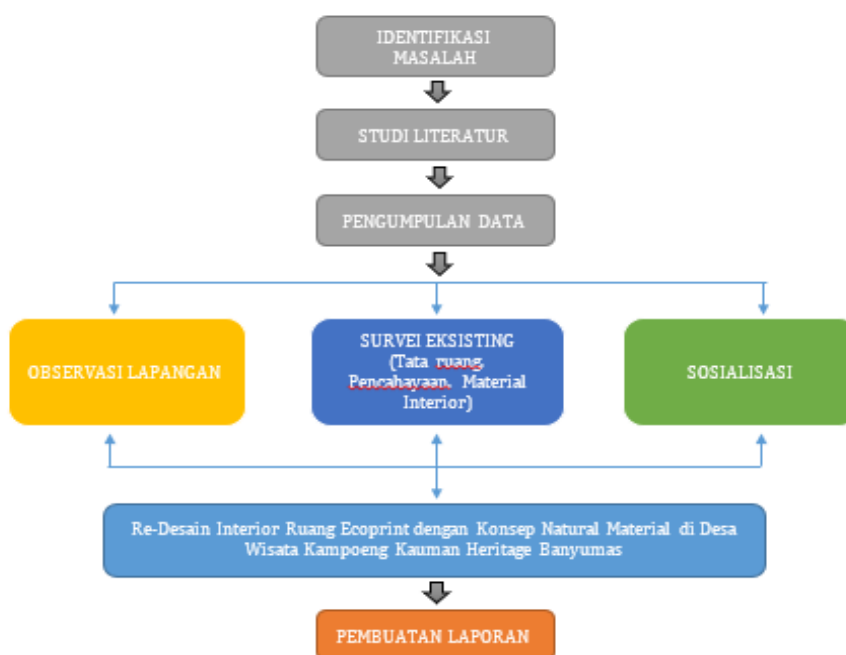 IDENTIFIKASI
MASALAH
STUDI LITERATUR
PENGUMPULAN DATA
OBSERVASI LAPANGAN
SURVEI EKSISTING
(Tata ruang,
Pencahayaan, Material
Interior)
SOSIALISASI
Re-Desain Interior Ruang Ecoprint dengan Konsep Natural Material di Desa
Wisata Kampoeng Kauman Heritage Banyumas
PEMBUATAN LAPORAN